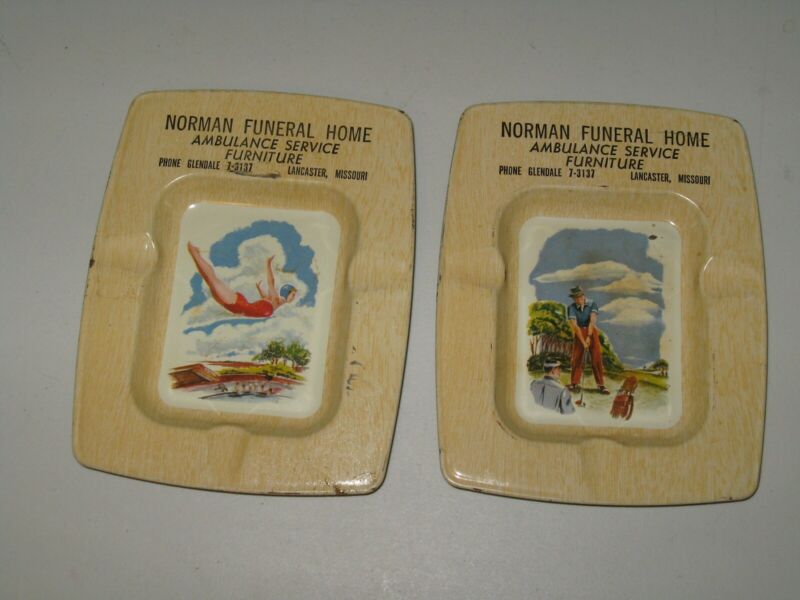 NORMAN FUNERAL HOME
AMBULANCE SERVICE
FURNITURE
PHONE GLENDALE 7-3137 LANCASTER, MISSOURI
NORMAN FUNERAL HOME
AMBULANCE SERVICE
FURNITURE
PHONE GLENDALE 7-3137 LANCASTER, MISSOURI